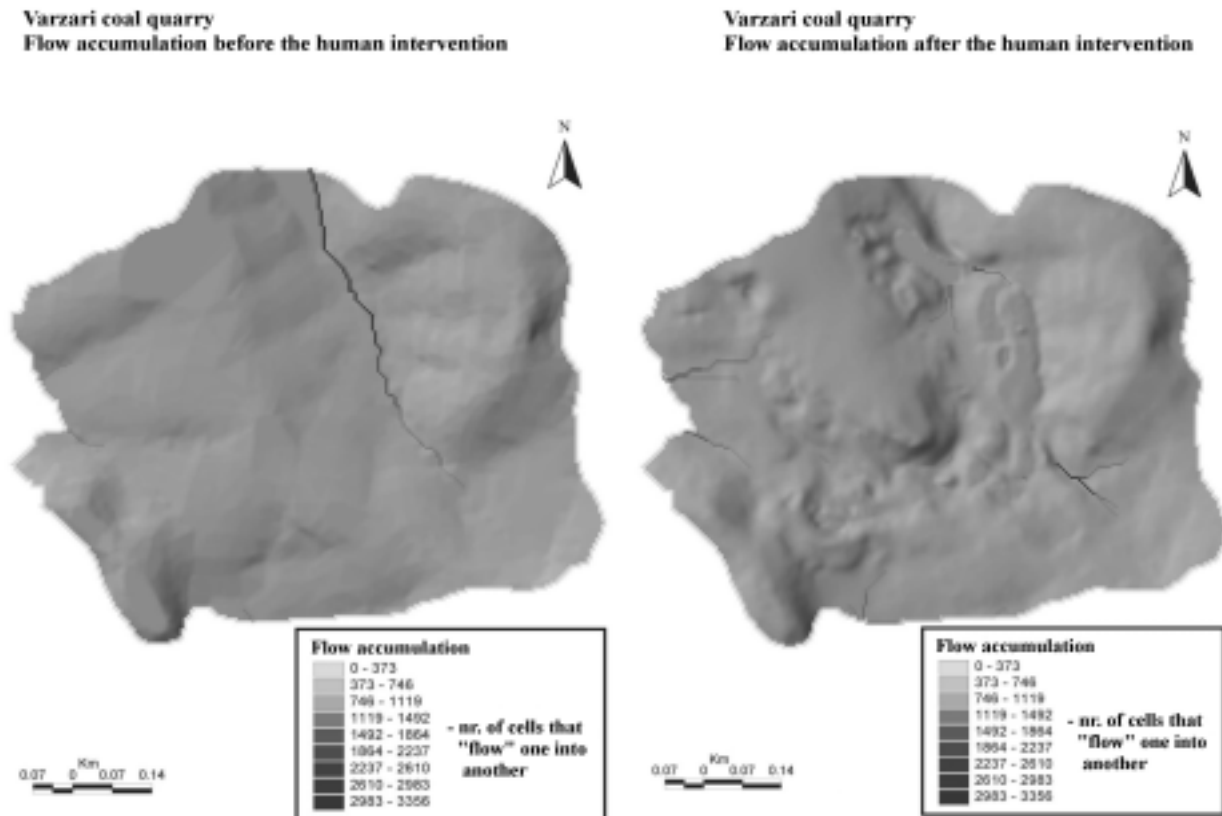 Varzari coal quarry
Flow accumulation before the human intervention
N
Flow accumulation
0 - 373
373 - 746
746 - 1119
1119 - 1492
1492 - 1864
1864 - 2237
2237 - 2610
2610 - 2983
2983 - 3356
- nr. of cells that
"flow" one into
another
Km
0.07 0 0.07 0.14
Varzari coal quarry
Flow accumulation after the human intervention
N
Flow accumulation
0 - 373
373 - 746
746 - 1119
1119 - 1492
1492 - 1864
1864 - 2237
2237 - 2610
2610 - 2983
2983 - 3356
- nr. of cells that
"flow" one into
another
Km
0.07 0 0.07 0.14